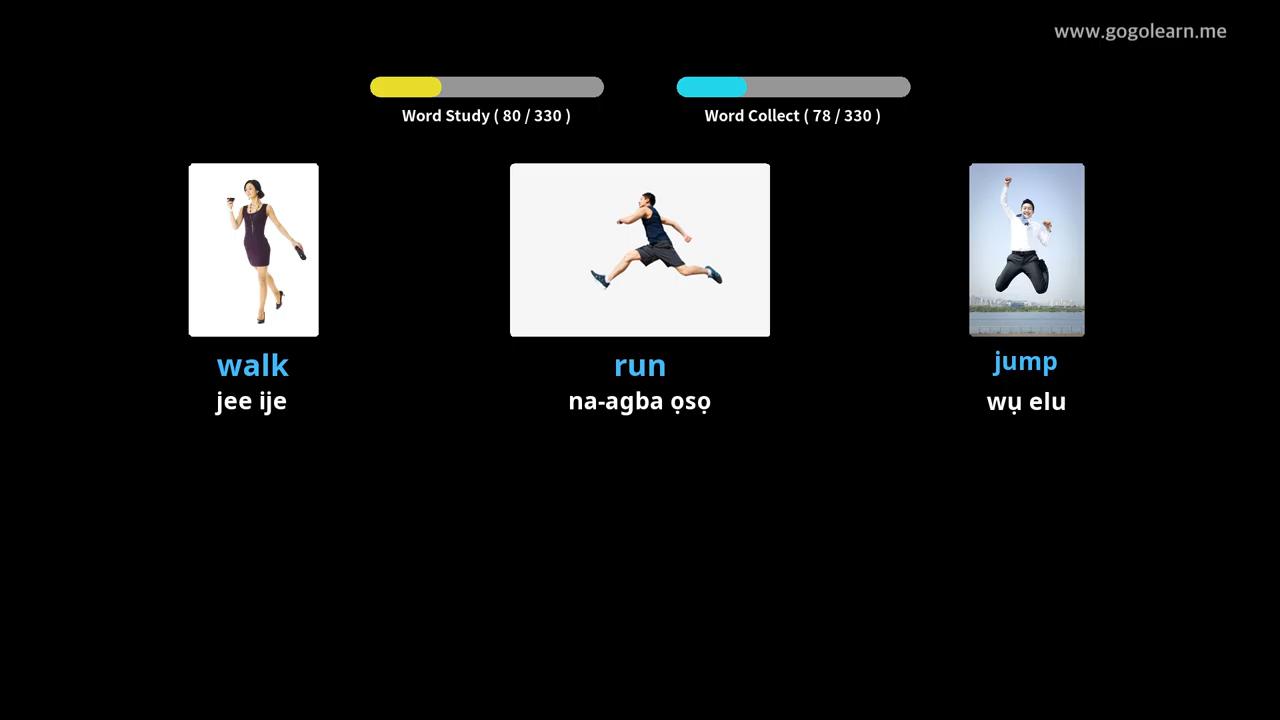 www.gogolearn.me
Word Study ( 80 / 330 )
Word Collect ( 78 / 330 )
walk
jee ije
run
na-agba ọsọ
jump
wụ elu